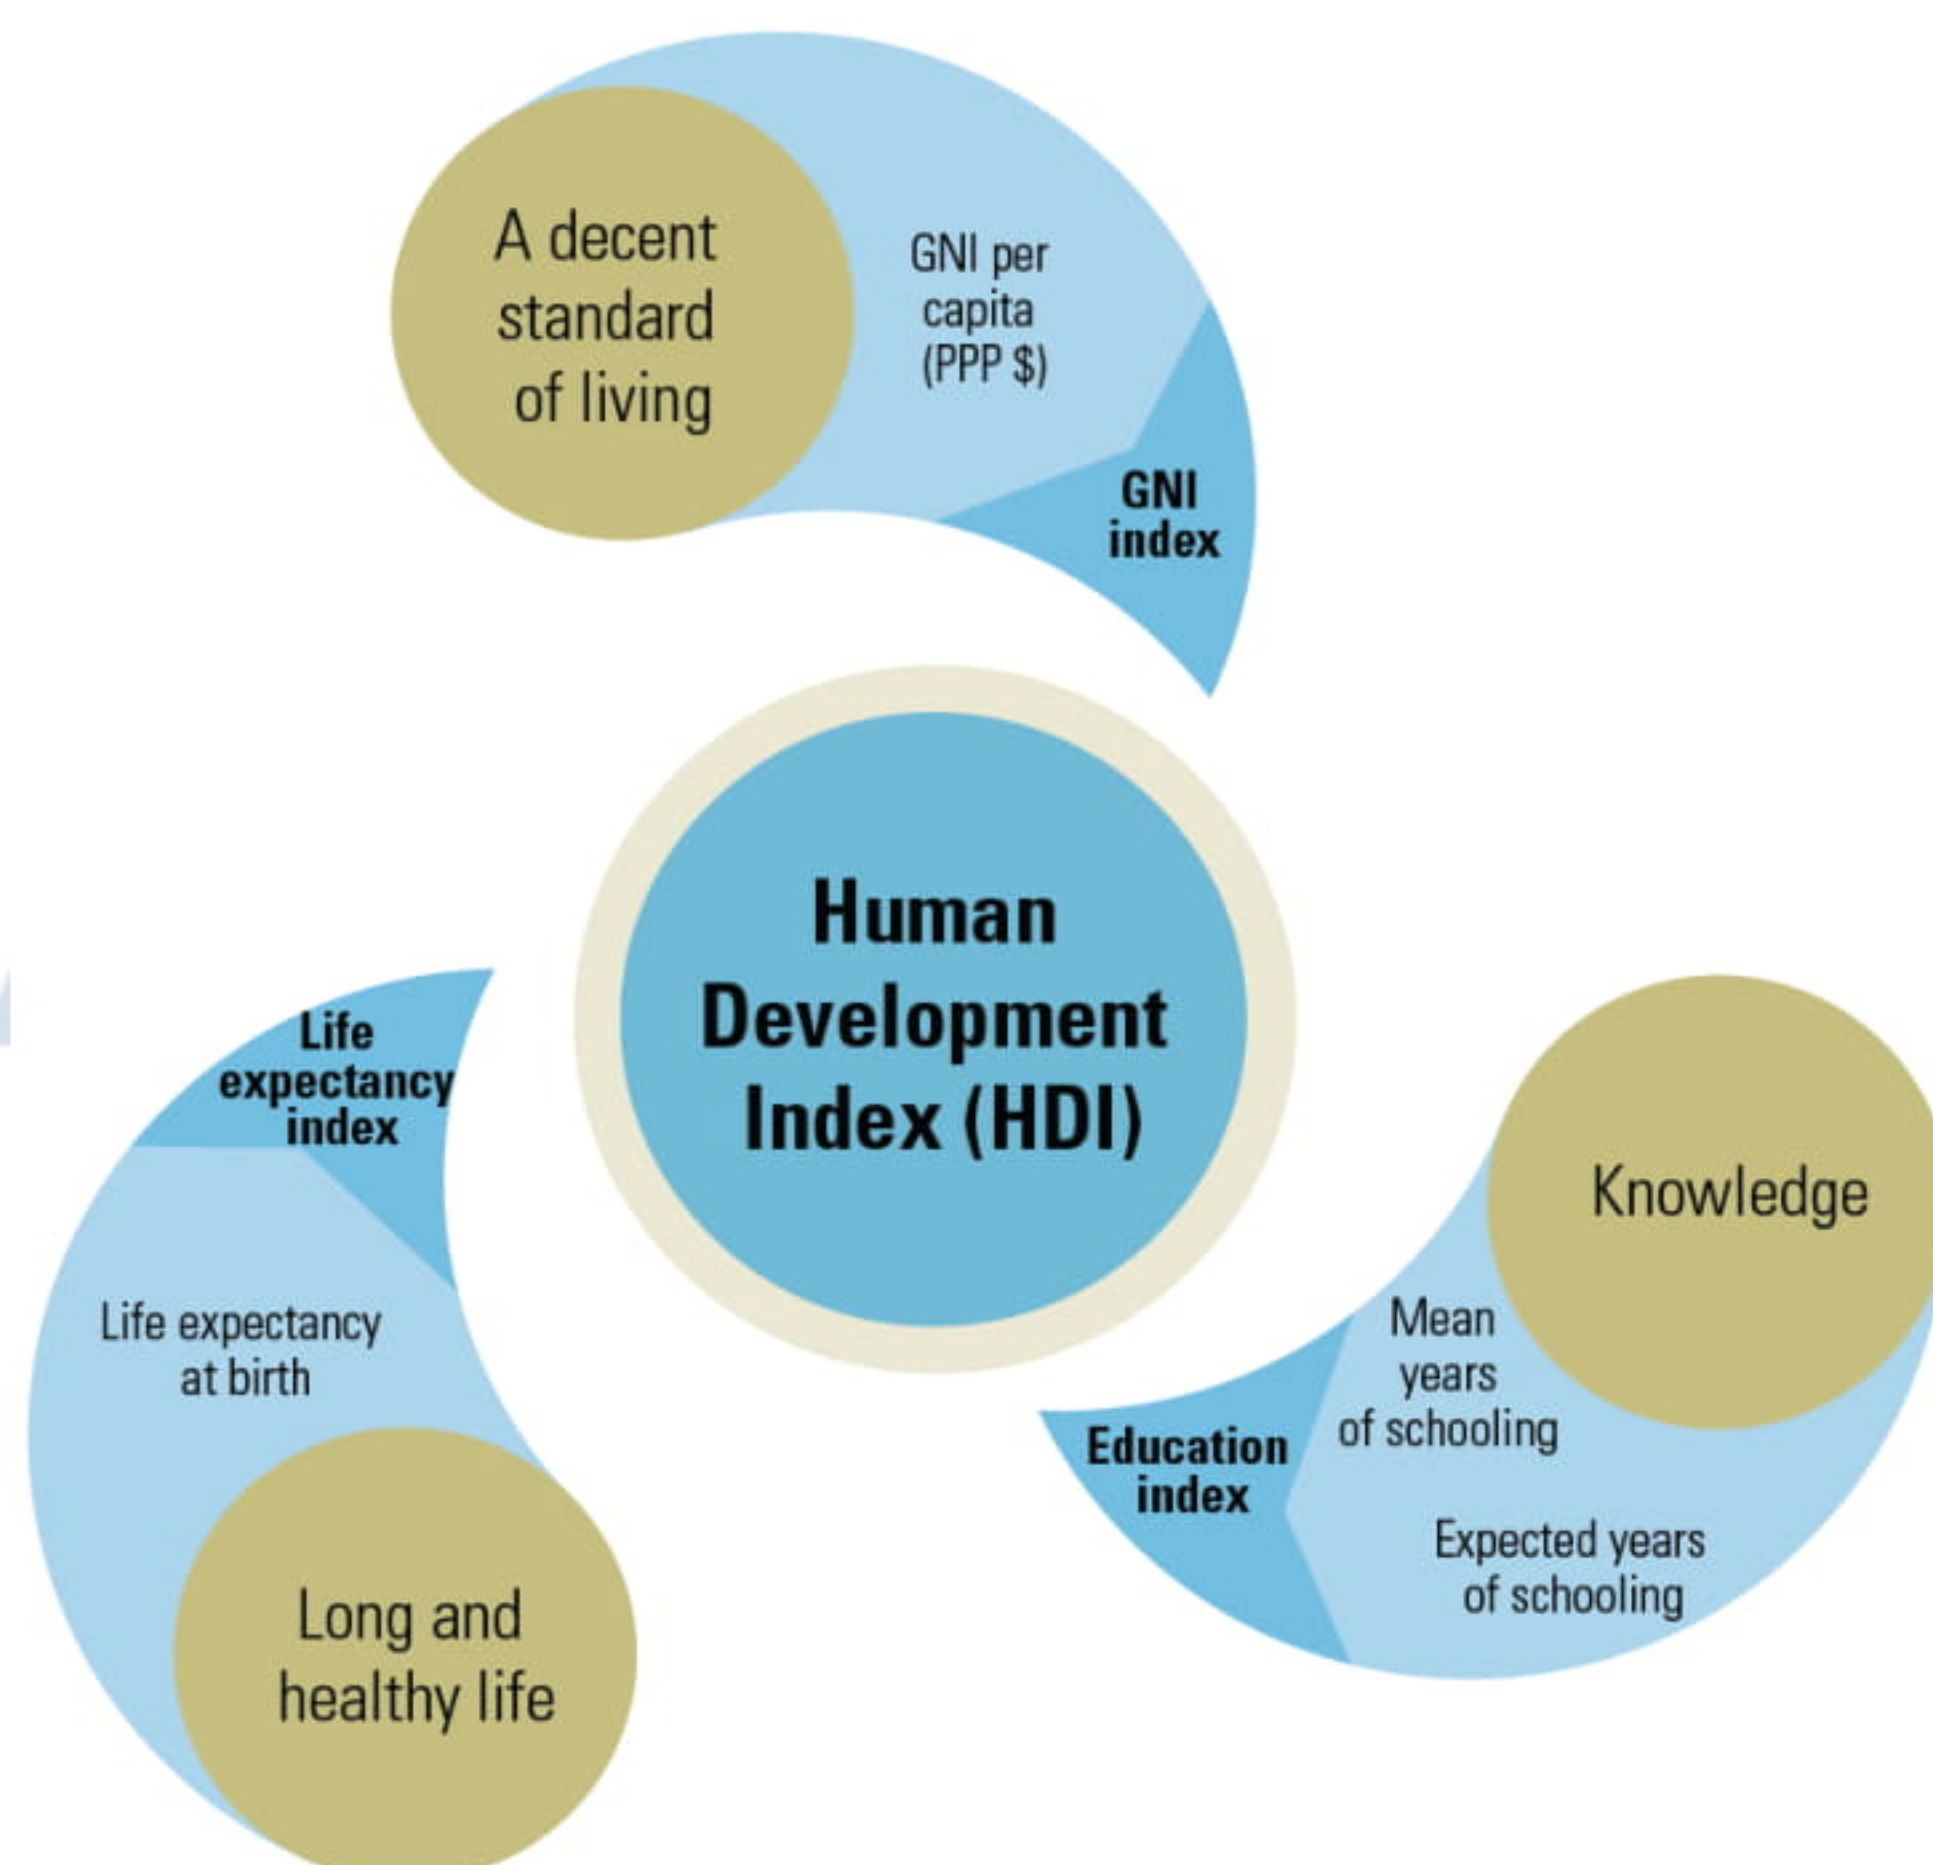 A decent
standard
of living
GNI per
capita
(PPP $)
GNI
index
Human
Development
Index (HDI)
Life
expectancy
index
Life expectancy
at birth
Long and
healthy life
Knowledge
Mean
years
of schooling
Expected years
of schooling
Education
index